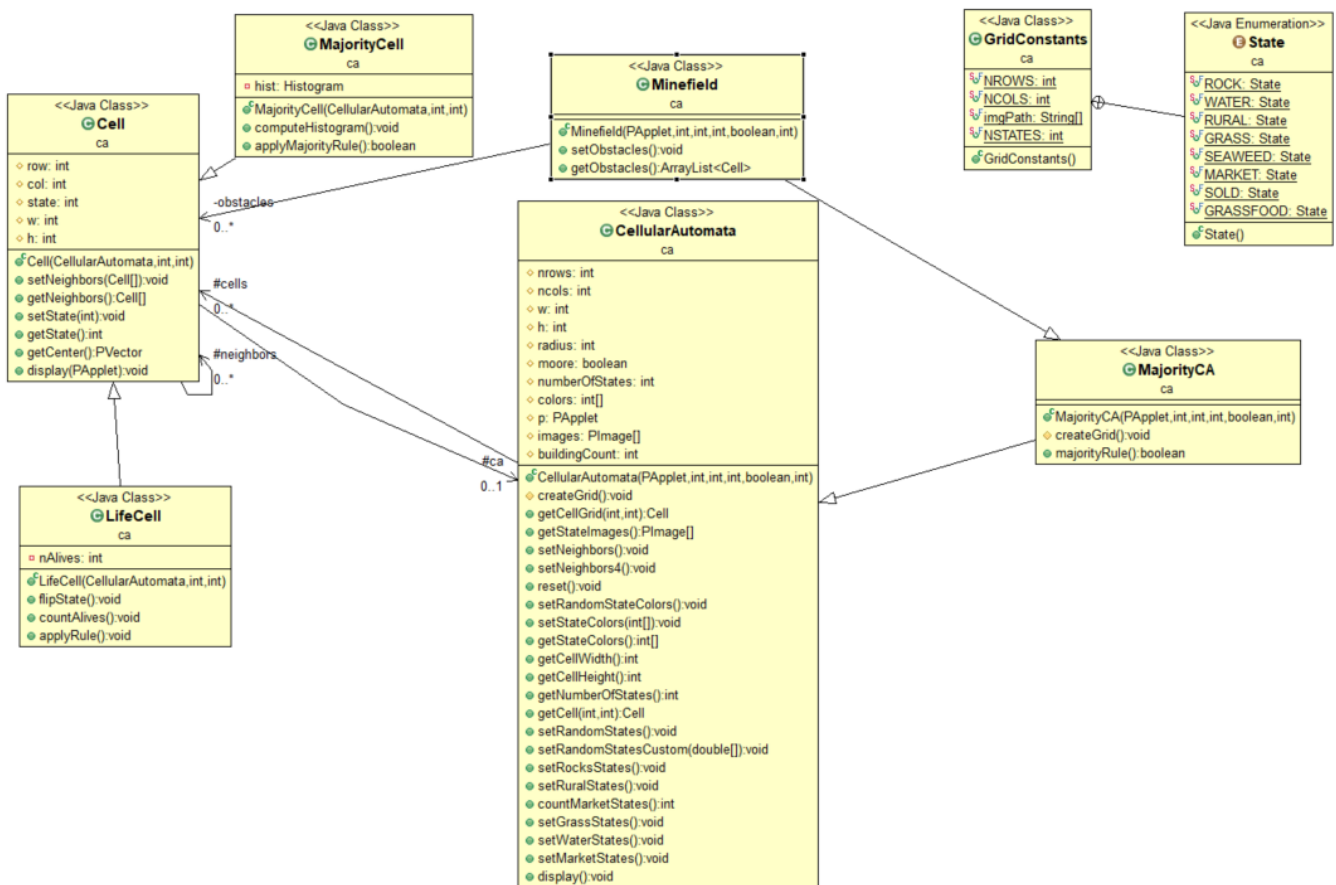 <<Java Class>>
MajorityCell
ca
hist: Histogram
MajorityCell(CellularAutomata,int,int)
computeHistogram():void
applyMajorityRule():boolean
<<Java Class>>
Minefield
ca
Minefield(PApplet,int,int,int,boolean,int)
setObstacles():void
getObstacles():ArrayList<Cell>
<<Java Class>>
GridConstants
ca
NROWS: int
NCOLS: int
imgPath: String[]
NSTATES: int
GridConstants()
<<Java Enumeration>>
State
ca
ROCK: State
WATER: State
RURAL: State
GRASS: State
SEAWEED: State
MARKET: State
SOLD: State
GRASSFOOD: State
State()
<<Java Class>>
Cell
ca
row: int
col: int
state: int
w: int
h: int
Cell(CellularAutomata,int,int)
setNeighbors(Cell[]):void
getNeighbors():Cell[]
setState(int):void
getState():int
getCenter():PVector
display(PApplet):void
-obstacles
0..*
#cells
0..*
#neighbors
0..*
#ca
0..1
<<Java Class>>
CellularAutomata
ca
nrows: int
ncols: int
w: int
h: int
radius: int
moore: boolean
numberOfStates: int
colors: int[]
p: PApplet
images: PImage[]
buildingCount: int
CellularAutomata(PApplet,int,int,int,boolean,int)
createGrid():void
getCellGrid(int,int):Cell
getStateImages():PImage[]
setNeighbors():void
setNeighbors4():void
reset():void
setRandomStateColors():void
setStateColors(int[]):void
getStateColors():int[]
getCellWidth():int
getCellHeight():int
getNumberOfStates():int
getCell(int,int):Cell
setRandomStates():void
setRandomStatesCustom(double[]):void
setRocksStates():void
setRuralStates():void
countMarketStates():int
setGrassStates():void
setWaterStates():void
setMarketStates():void
display():void
<<Java Class>>
MajorityCA
ca
MajorityCA(PApplet,int,int,int,boolean,int)
createGrid():void
majorityRule():boolean
<<Java Class>>
LifeCell
ca
nAlives: int
LifeCell(CellularAutomata,int,int)
flipState():void
countAlives():void
applyRule():void